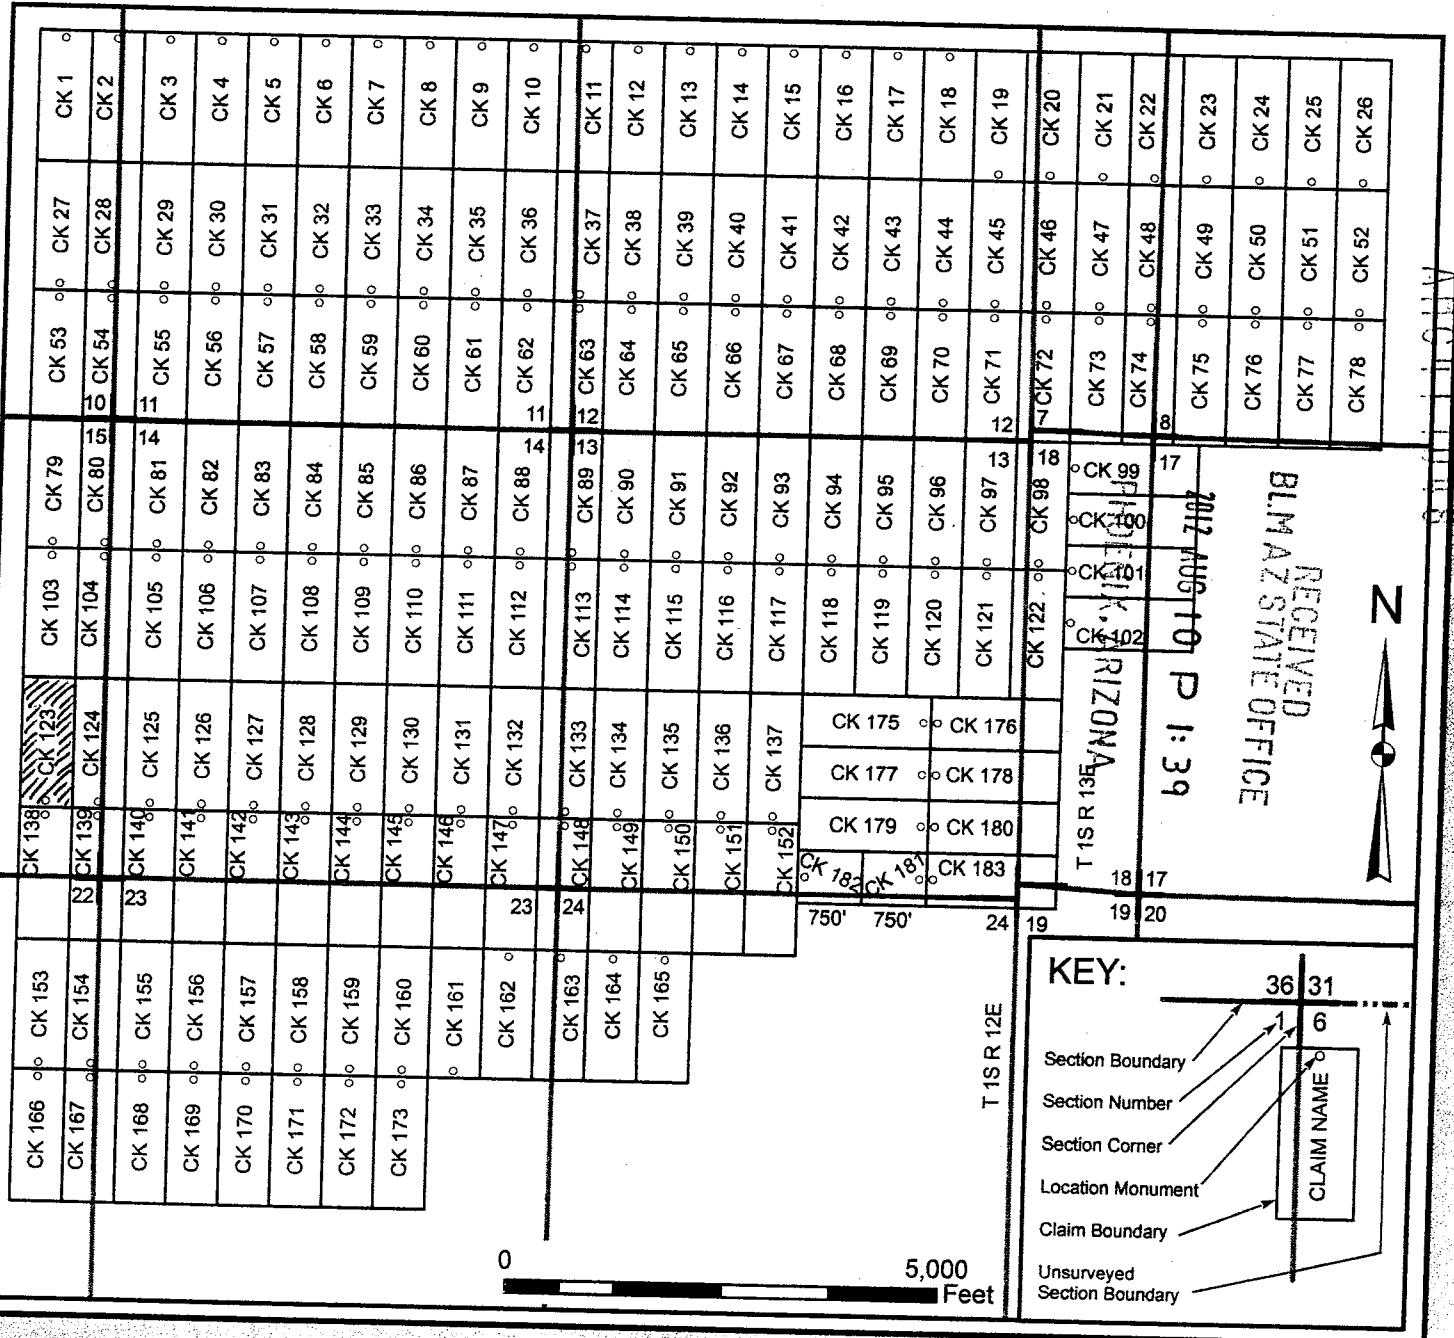 CK 1 CK 2 CK 3 CK 4 CK 5 CK 6 CK 7 CK 8 CK 9 CK 10 CK 11 CK 12 CK 13 CK 14 CK 15 CK 16 CK 17 CK 18 CK 19 CK 20 CK 21 CK 22 CK 23 CK 24 CK 25 CK 26
CK 27 CK 28 CK 29 CK 30 CK 31 CK 32 CK 33 CK 34 CK 35 CK 36 CK 37 CK 38 CK 39 CK 40 CK 41 CK 42 CK 43 CK 44 CK 45 CK 46 CK 47 CK 48 CK 49 CK 50 CK 51 CK 52
CK 53 CK 54 CK 55 CK 56 CK 57 CK 58 CK 59 CK 60 CK 61 CK 62 CK 63 CK 64 CK 65 CK 66 CK 67 CK 68 CK 69 CK 70 CK 71 CK 72 CK 73 CK 74 CK 75 CK 76 CK 77 CK 78
10 11 11 12 12 7 8
15 14 14 13 13 18 17
CK 79 CK 80 CK 81 CK 82 CK 83 CK 84 CK 85 CK 86 CK 87 CK 88 CK 89 CK 90 CK 91 CK 92 CK 93 CK 94 CK 95 CK 96 CK 97 CK 98
CK 99
CK 100
CK 101
CK 102
CK 103 CK 104 CK 105 CK 106 CK 107 CK 108 CK 109 CK 110 CK 111 CK 112 CK 113 CK 114 CK 115 CK 116 CK 117 CK 118 CK 119 CK 120 CK 121 CK 122
RECEIVED
BLM AZ STATE OFFICE
2012 AUG 10 P 1:39
PHOENIX, ARIZONA
N
CK 123 CK 124 CK 125 CK 126 CK 127 CK 128 CK 129 CK 130 CK 131 CK 132 CK 133 CK 134 CK 135 CK 136 CK 137
CK 175 CK 176
CK 177 CK 178
CK 179 CK 180
CK 182 CK 181 CK 183
T 1S R 13E
CK 138 CK 139 CK 140 CK 141 CK 142 CK 143 CK 144 CK 145 CK 146 CK 147 CK 148 CK 149 CK 150 CK 151 CK 152
18 17
22 23 23 24 750' 750' 24 19 19 20
CK 153 CK 154 CK 155 CK 156 CK 157 CK 158 CK 159 CK 160 CK 161 CK 162 CK 163 CK 164 CK 165
T 1S R 12E
CK 166 CK 167 CK 168 CK 169 CK 170 CK 171 CK 172 CK 173
0 5,000
Feet
KEY:
36 31
1 6
Section Boundary
Section Number
Section Corner
Location Monument
Claim Boundary
Unsurveyed
Section Boundary
CLAIM NAME